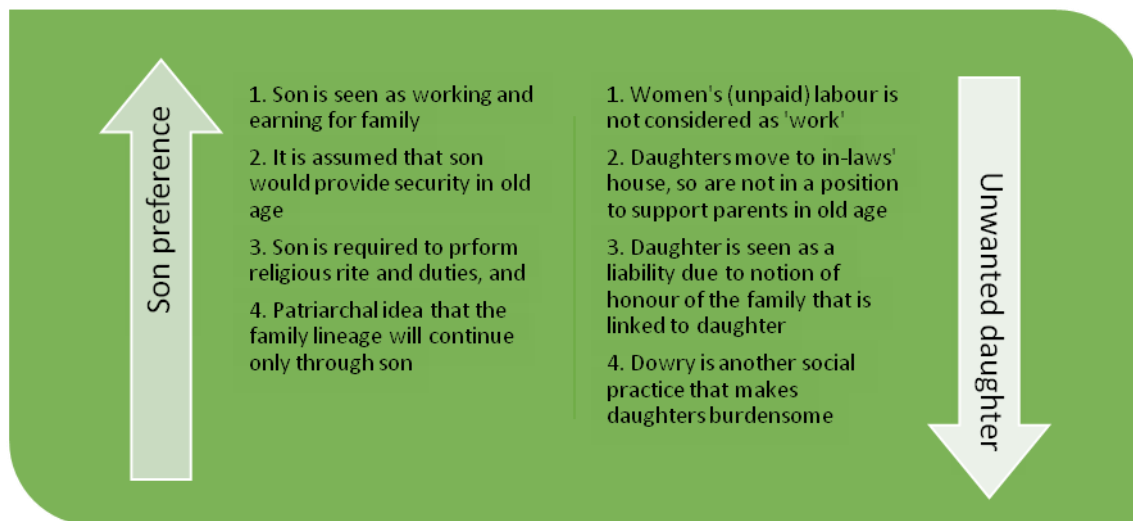 Son preference
1. Son is seen as working and
earning for family
2. It is assumed that son
would provide security in old
age
3. Son is required to prform
religious rite and duties, and
4. Patriarchal idea that the
family lineage will continue
only through son
1. Women's (unpaid) labour is
not considered as 'work'
2. Daughters move to in-laws'
house, so are not in a position
to support parents in old age
3. Daughter is seen as a
liability due to notion of
honour of the family that is
linked to daughter
4. Dowry is another social
practice that makes
daughters burdensome
Unwanted daughter